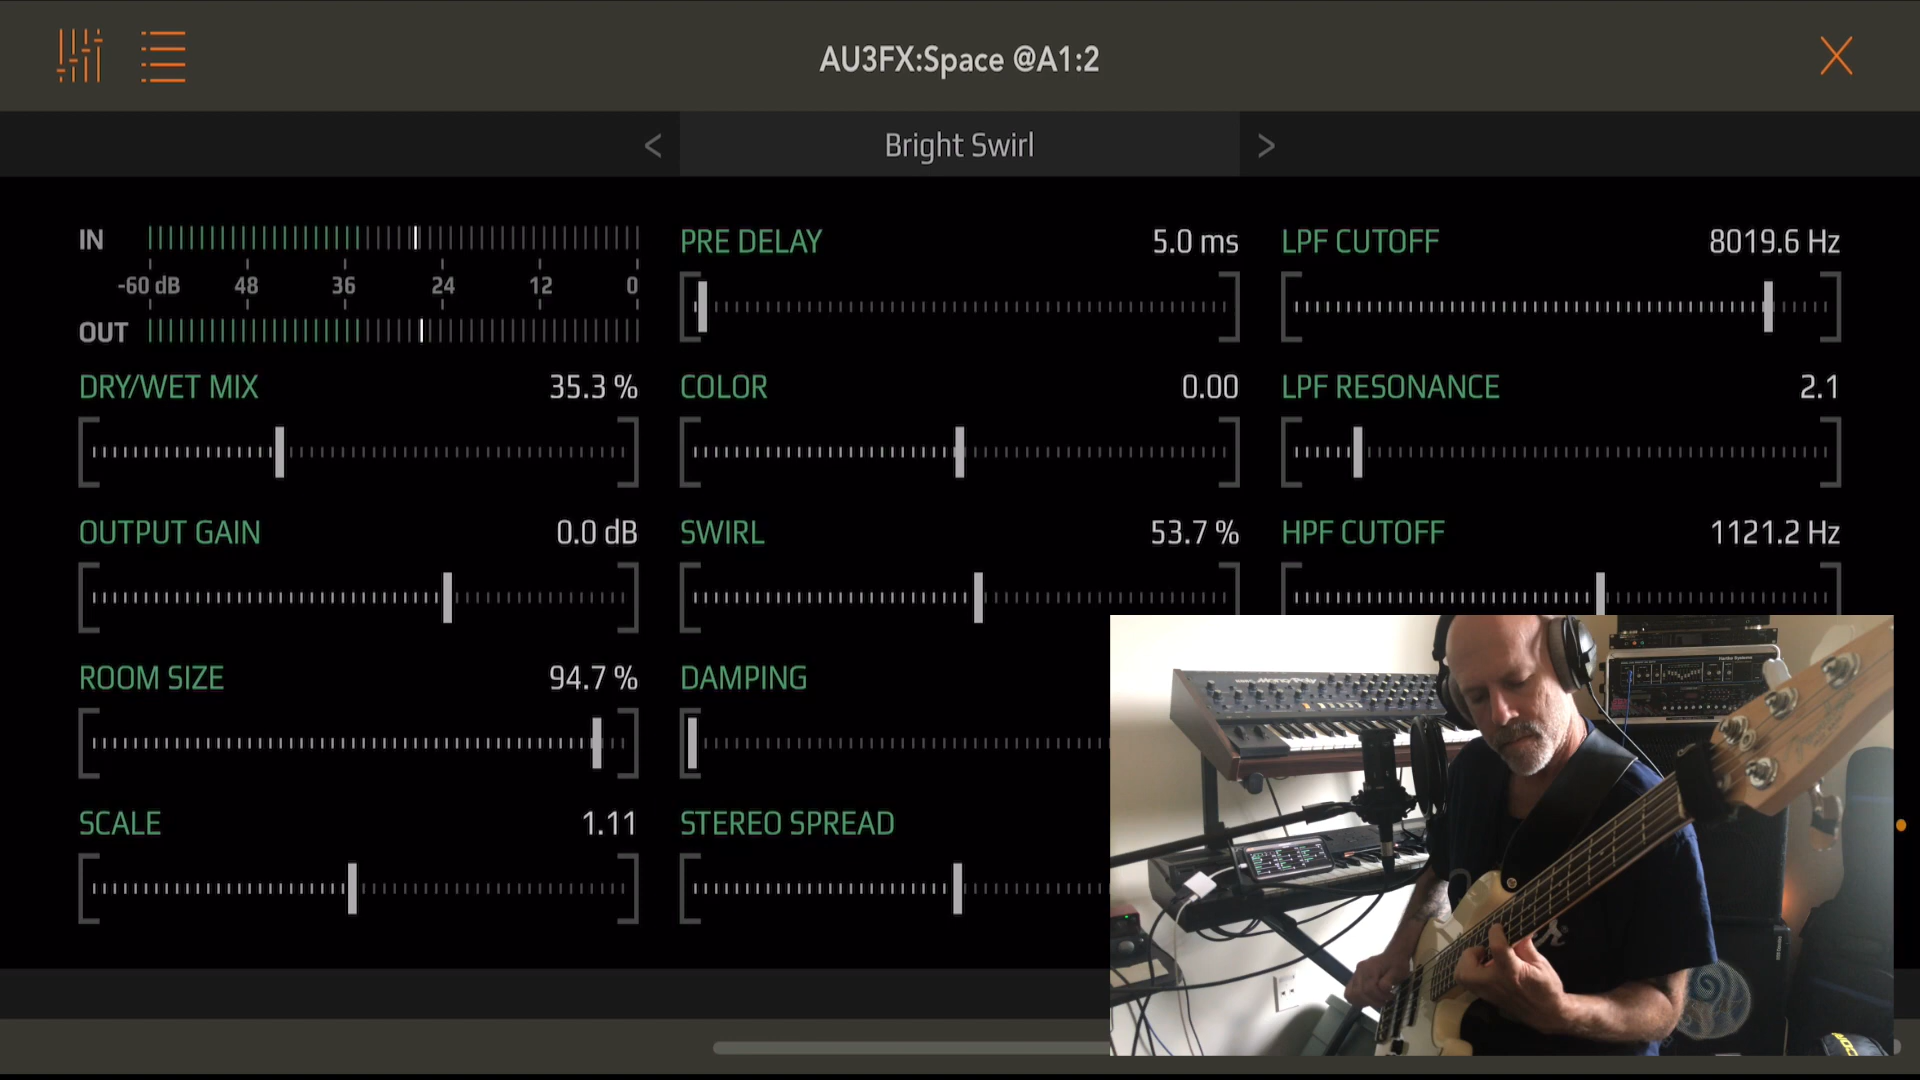 AU3FX:Space @A1:2
< Bright Swirl >
IN
-60 dB 48 36 24 12 0
OUT
PRE DELAY 5.0 ms
LPF CUTOFF 8019.6 Hz
DRY/WET MIX 35.3 %
COLOR 0.00
LPF RESONANCE 2.1
OUTPUT GAIN 0.0 dB
SWIRL 53.7 %
HPF CUTOFF 1121.2 Hz
ROOM SIZE 94.7 %
DAMPING
SCALE 1.11
STEREO SPREAD
Mono/Poly